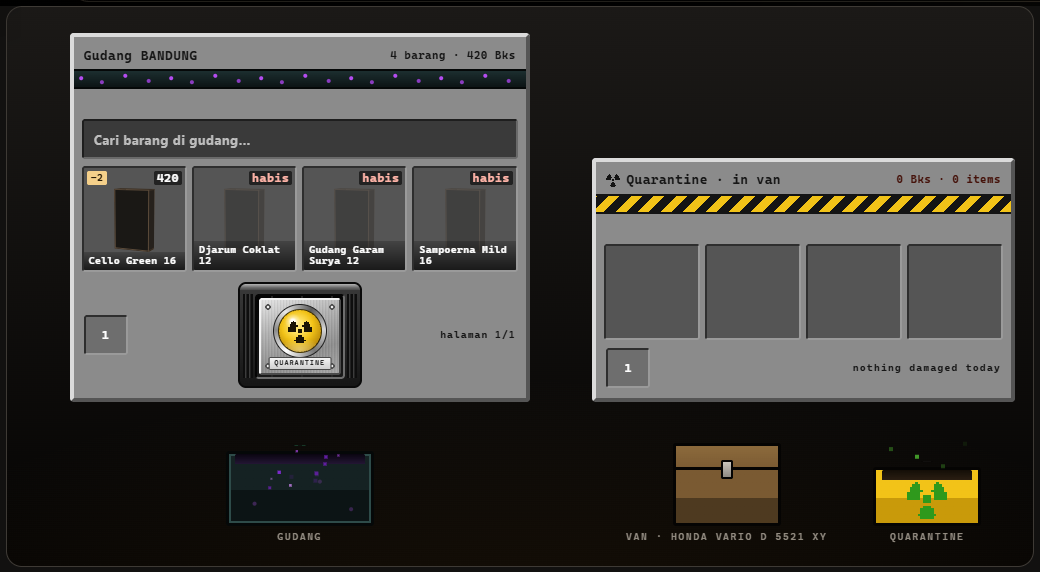 Gudang BANDUNG
4 barang · 420 Bks
Cari barang di gudang...
−2
420
Cello Green 16
habis
Djarum Coklat
12
habis
Gudang Garam
Surya 12
habis
Sampoerna Mild
16
1
QUARANTINE
halaman 1/1
Quarantine · in van
0 Bks · 0 items
1
nothing damaged today
GUDANG
VAN · HONDA VARIO D 5521 XY
QUARANTINE